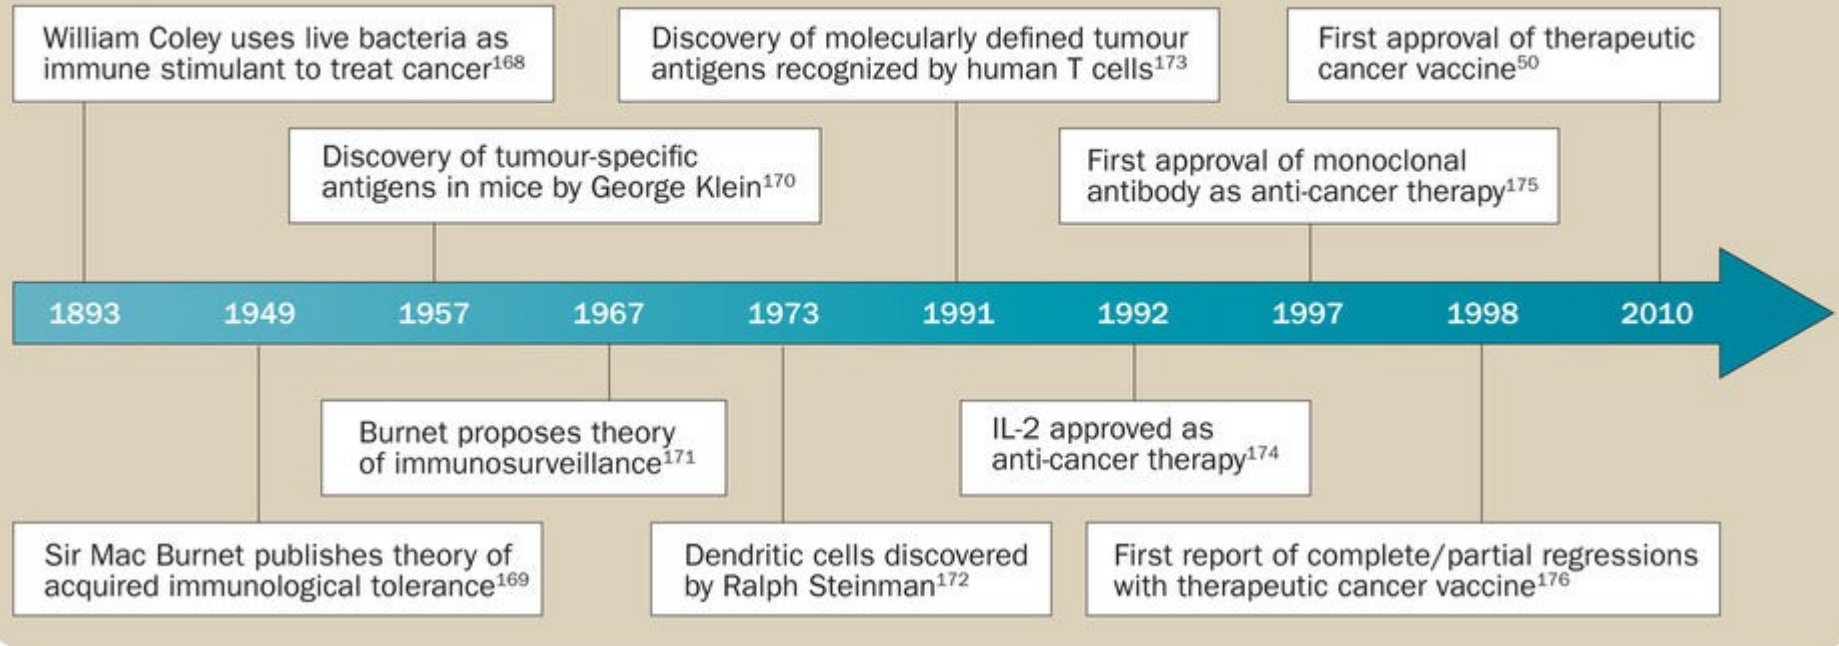 William Coley uses live bacteria as
immune stimulant to treat cancer¹⁶⁸
Discovery of molecularly defined tumour
antigens recognized by human T cells¹⁷³
First approval of therapeutic
cancer vaccine⁵⁰
Discovery of tumour-specific
antigens in mice by George Klein¹⁷⁰
First approval of monoclonal
antibody as anti-cancer therapy¹⁷⁵
1893 1949 1957 1967 1973 1991 1992 1997 1998 2010
Burnet proposes theory
of immunosurveillance¹⁷¹
IL-2 approved as
anti-cancer therapy¹⁷⁴
Sir Mac Burnet publishes theory of
acquired immunological tolerance¹⁶⁹
Dendritic cells discovered
by Ralph Steinman¹⁷²
First report of complete/partial regressions
with therapeutic cancer vaccine¹⁷⁶